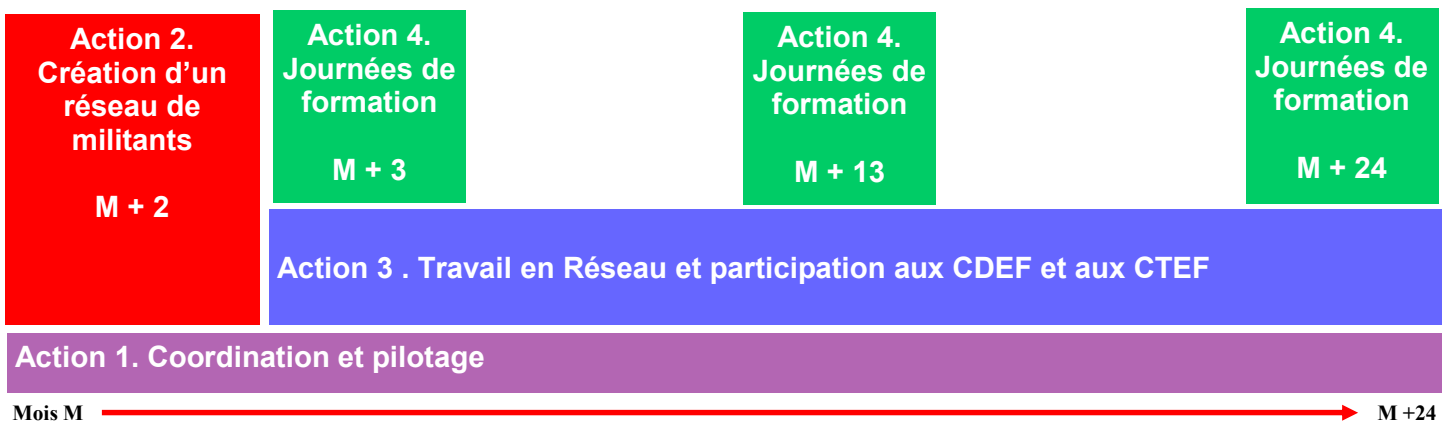 Action 2.
Création d’un
réseau de
militants
M + 2
Action 4.
Journées de
formation
M + 3
Action 4.
Journées de
formation
M + 13
Action 4.
Journées de
formation
M + 24
Action 3 . Travail en Réseau et participation aux CDEF et aux CTEF
Action 1. Coordination et pilotage
Mois M
M +24